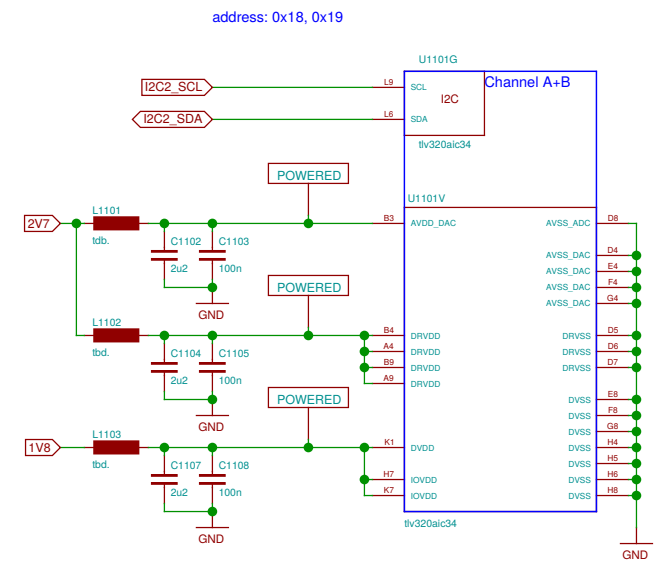 address: 0x18, 0x19
U1101G
I2C2_SCL
L9
SCL
Channel A+B
I2C
I2C2_SDA
L6
SDA
tlv320aic34
POWERED
U1101V
L1101
2V7
B3
AVDD_DAC
AVSS_ADC
D8
tdb.
C1102
C1103
2u2
100n
AVSS_DAC
D4
AVSS_DAC
E4
AVSS_DAC
F4
AVSS_DAC
G4
GND
POWERED
L1102
B4
DRVDD
DRVSS
D5
tbd.
A4
DRVDD
DRVSS
D6
C1104
C1105
B9
DRVDD
DRVSS
D7
2u2
100n
A9
DRVDD
GND
POWERED
DVSS
E8
DVSS
F8
DVSS
G8
L1103
1V8
K1
DVDD
DVSS
H4
tbd.
C1107
C1108
DVSS
H5
2u2
100n
H7
IOVDD
DVSS
H6
K7
IOVDD
DVSS
H8
GND
tlv320aic34
GND